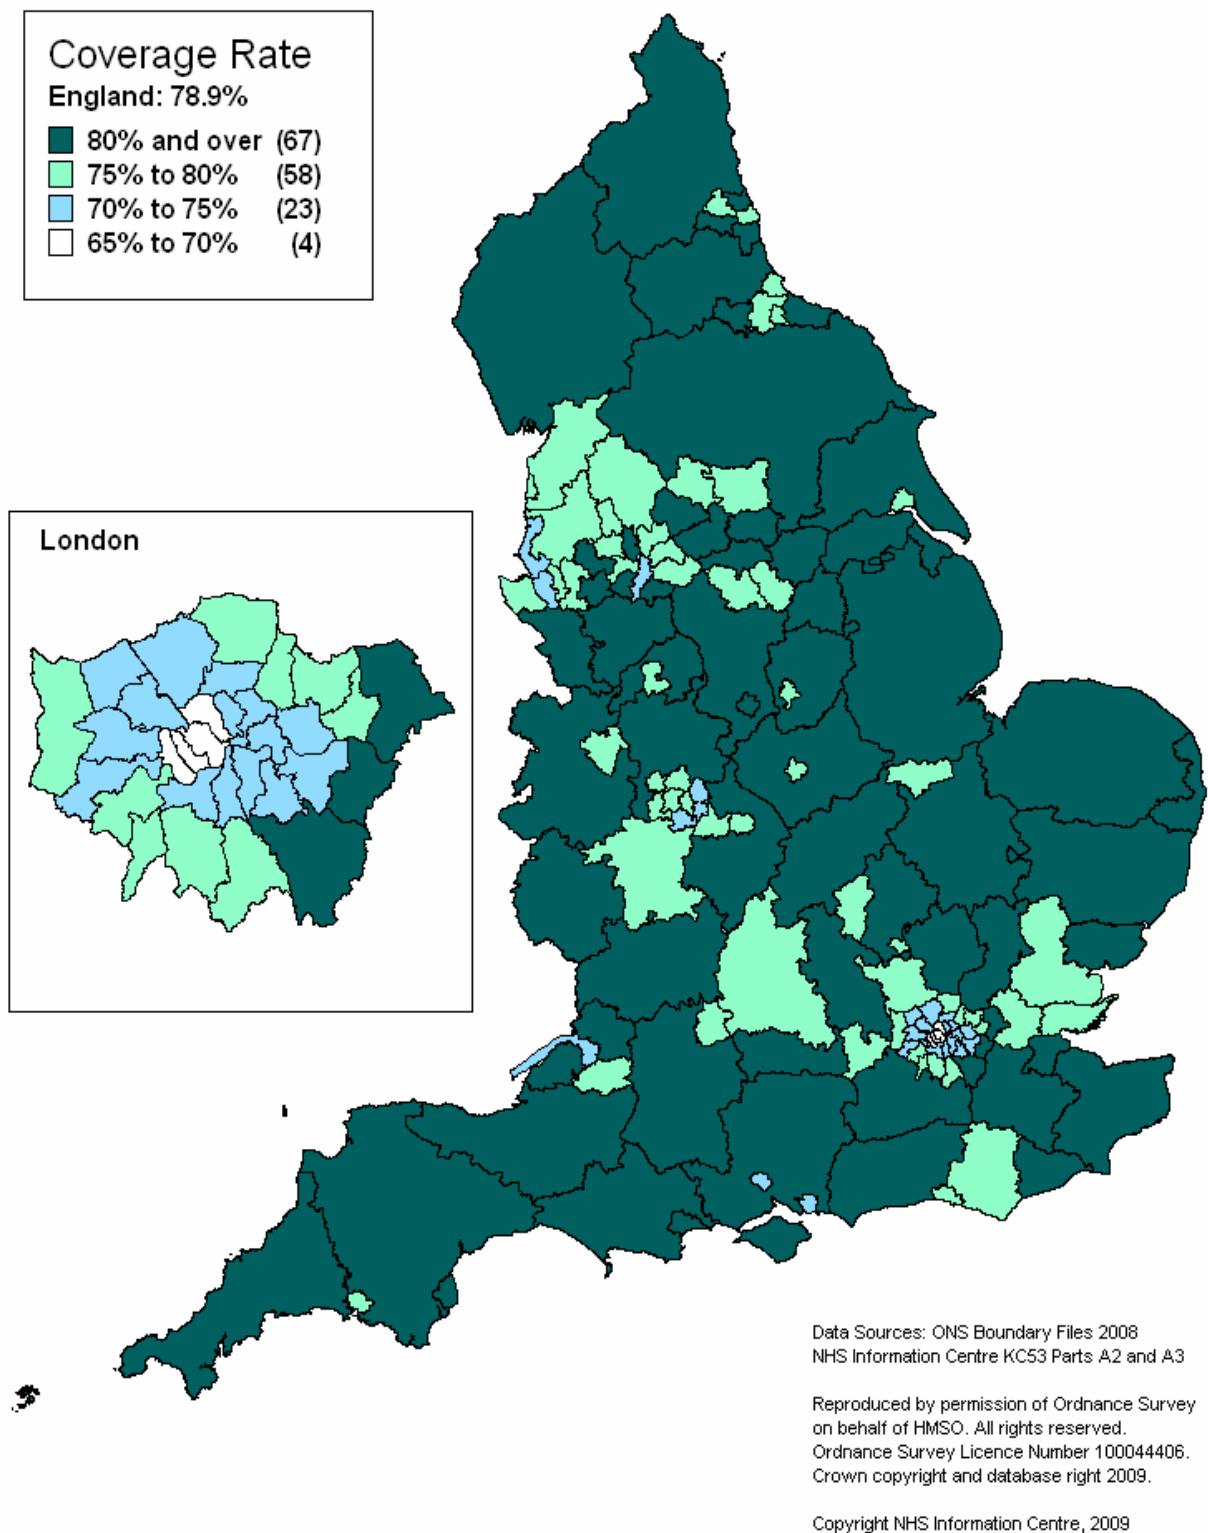 Coverage Rate
England: 78.9%
80% and over (67)
75% to 80% (58)
70% to 75% (23)
65% to 70% (4)
London
Data Sources: ONS Boundary Files 2008
NHS Information Centre KC53 Parts A2 and A3
Reproduced by permission of Ordnance Survey
on behalf of HMSO. All rights reserved.
Ordnance Survey Licence Number 100044406.
Crown copyright and database right 2009.
Copyright NHS Information Centre, 2009